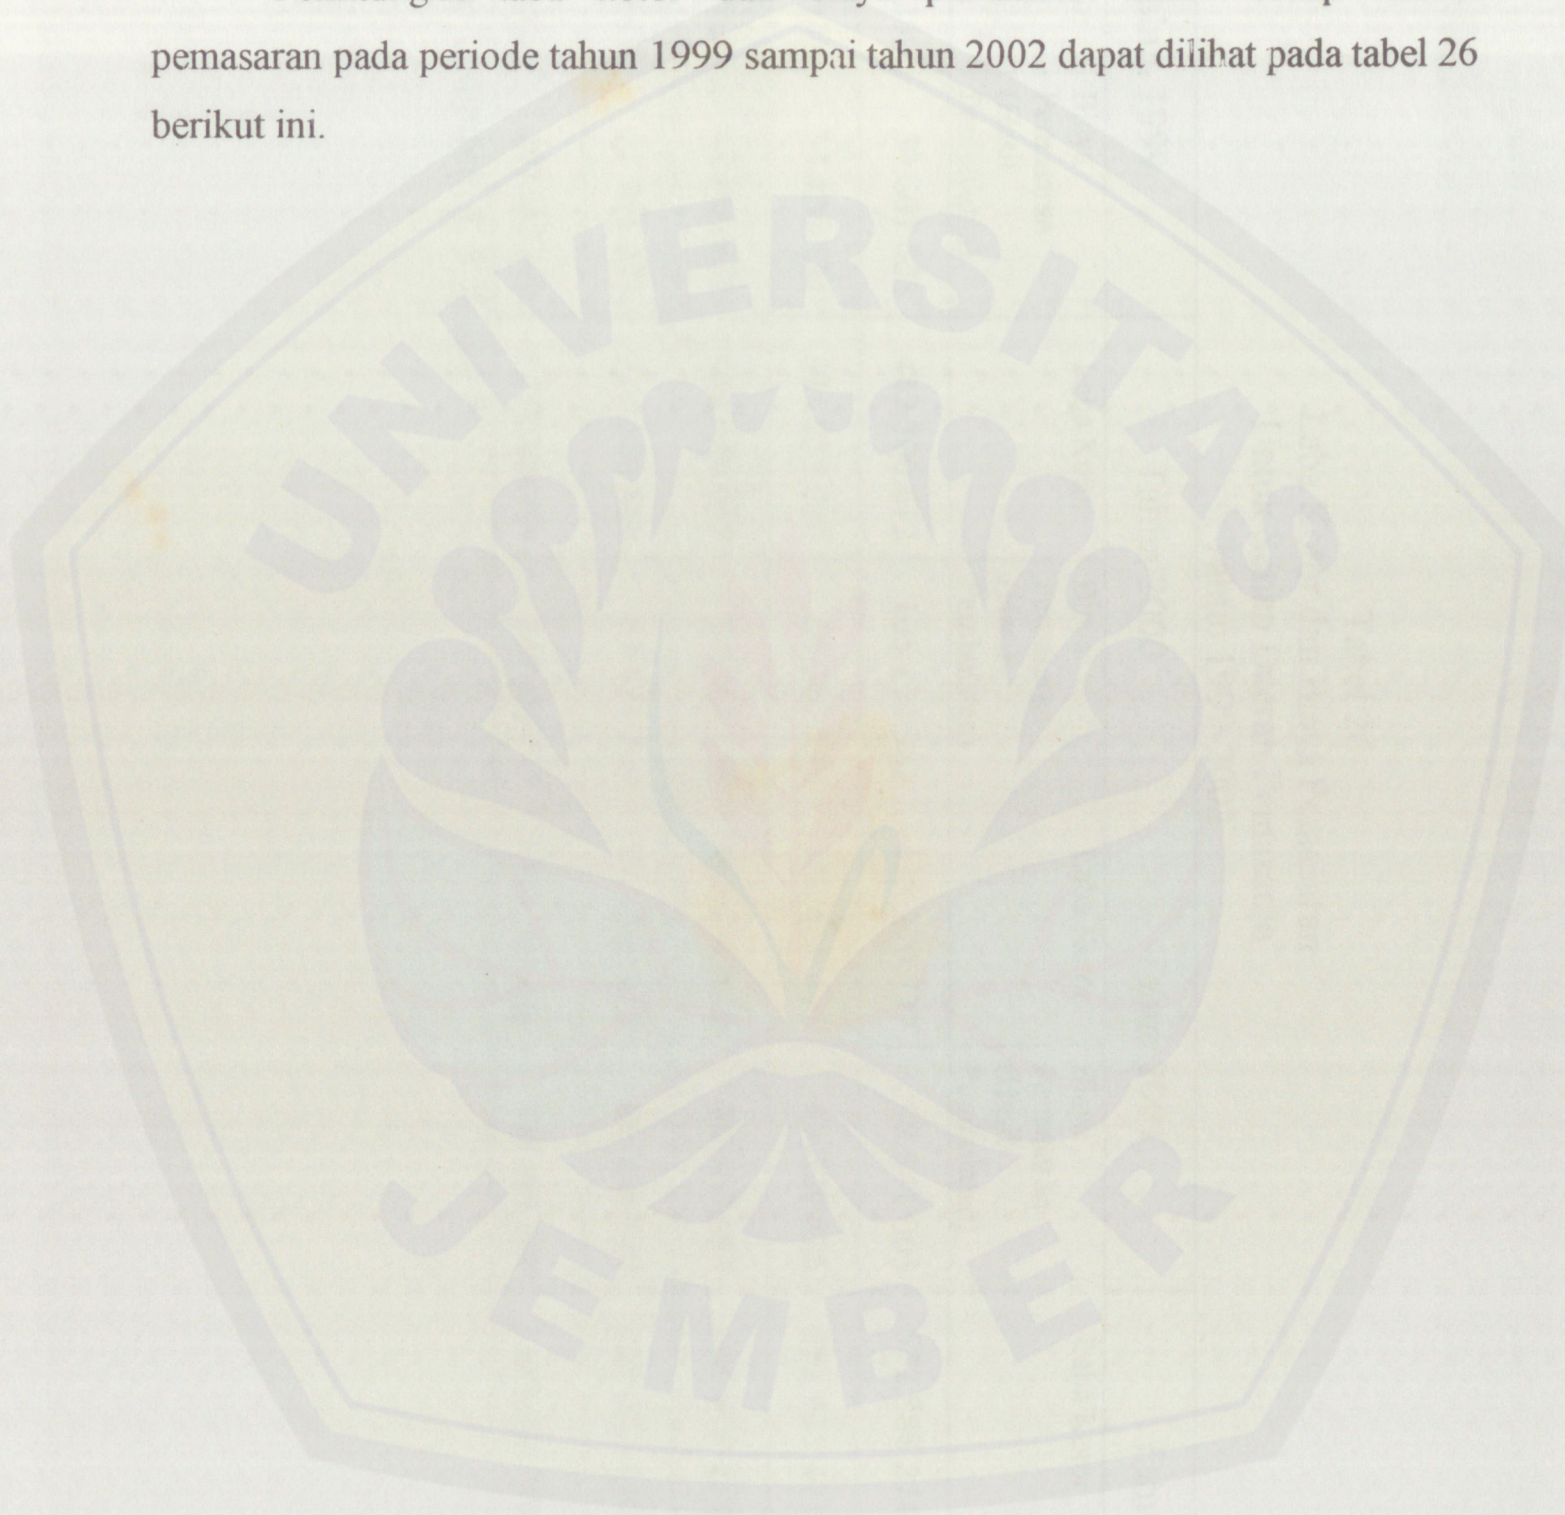 pemasaran pada periode tahun 1999 sampai tahun 2002 dapat dilihat pada tabel 26
berikut ini.
UNIVERSITAS
JEMBER